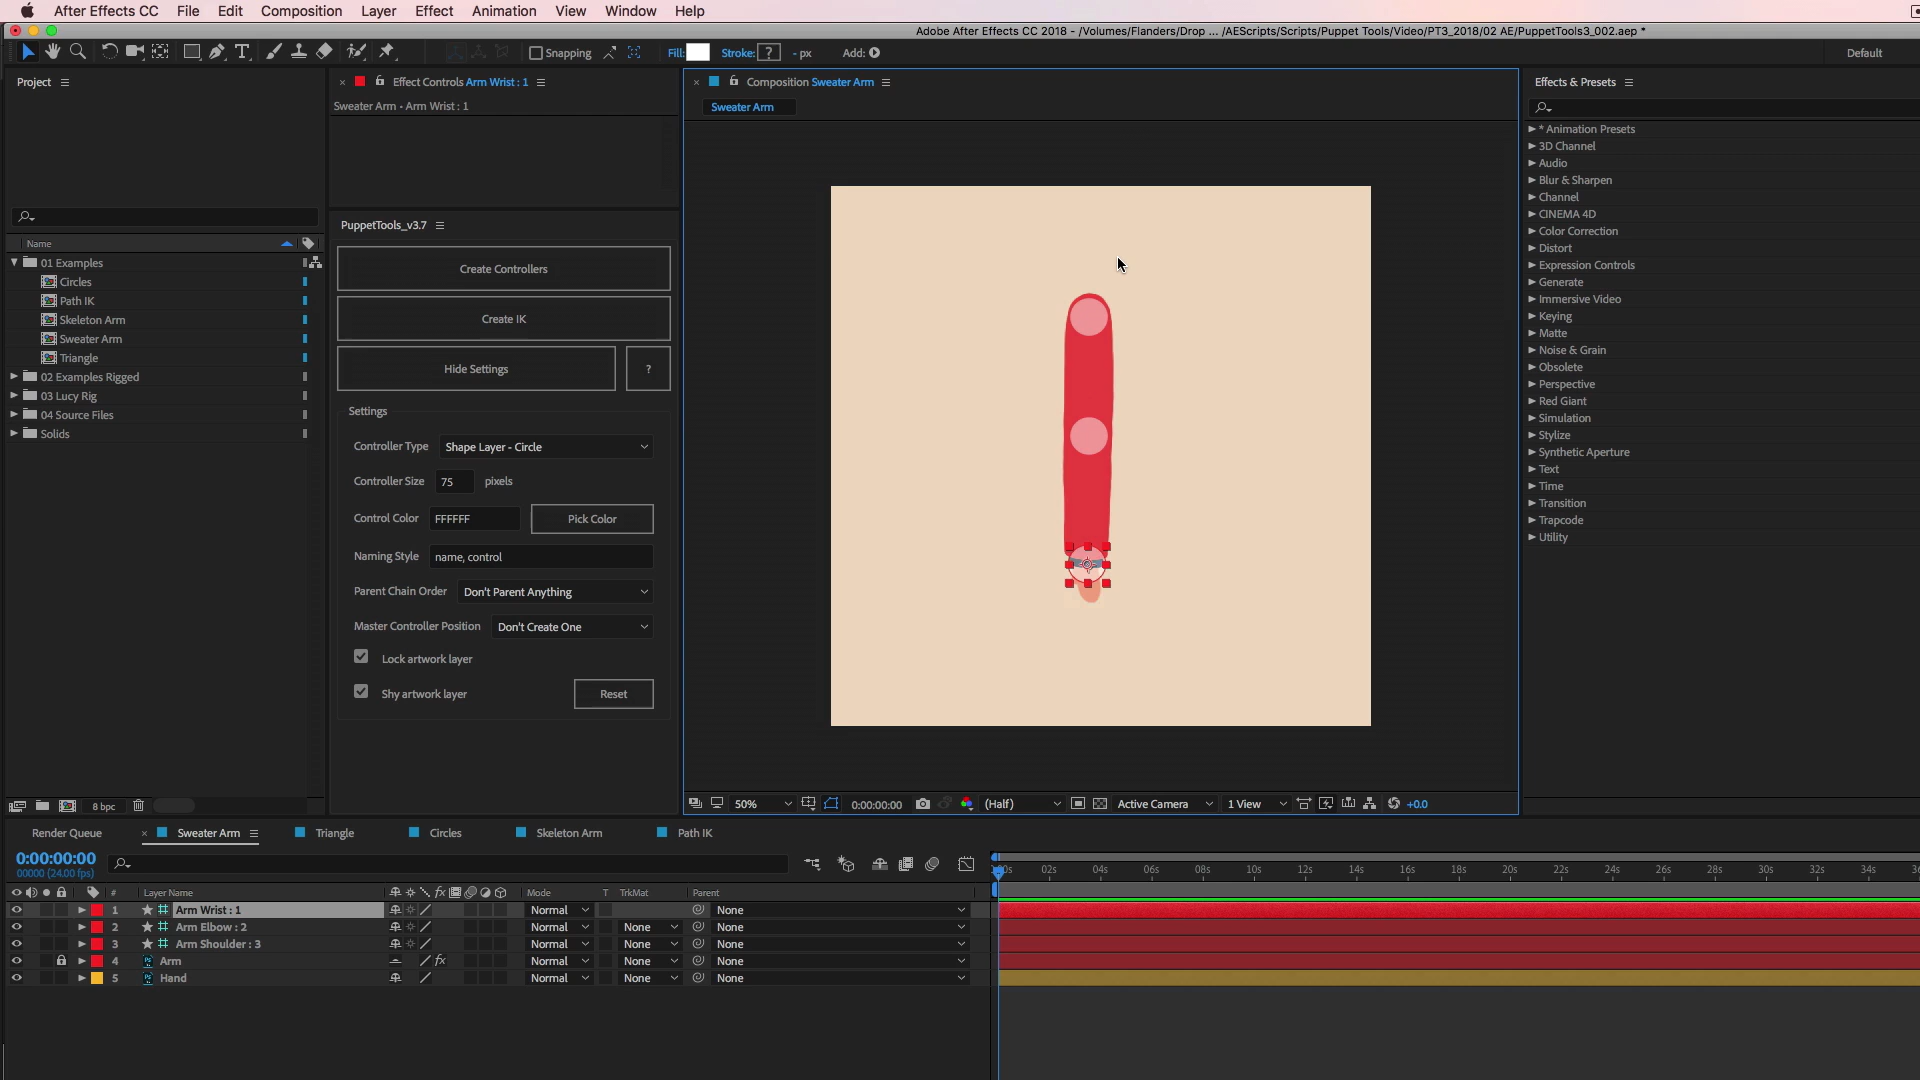 After Effects CC File Edit Composition Layer Effect Animation View Window Help
Adobe After Effects CC 2018 - /Volumes/Flanders/Drop ... /AEScripts/Scripts/Puppet Tools/Video/PT3_2018/02 AE/PuppetTools3_002.aep *
Snapping Fill: Stroke: ? - px Add: Default
Project
Name
01 Examples
Circles
Path IK
Skeleton Arm
Sweater Arm
Triangle
02 Examples Rigged
03 Lucy Rig
04 Source Files
Solids
8 bpc
Effect Controls Arm Wrist : 1
Sweater Arm • Arm Wrist : 1
PuppetTools_v3.7
Create Controllers
Create IK
Hide Settings ?
Settings
Controller Type Shape Layer - Circle
Controller Size 75 pixels
Control Color FFFFFF Pick Color
Naming Style name, control
Parent Chain Order Don't Parent Anything
Master Controller Position Don't Create One
Lock artwork layer
Shy artwork layer Reset
Composition Sweater Arm
Sweater Arm
50% 0:00:00:00 (Half) Active Camera 1 View +0.0
Effects & Presets
* Animation Presets
3D Channel
Audio
Blur & Sharpen
Channel
CINEMA 4D
Color Correction
Distort
Expression Controls
Generate
Immersive Video
Keying
Matte
Noise & Grain
Obsolete
Perspective
Red Giant
Simulation
Stylize
Synthetic Aperture
Text
Time
Transition
Trapcode
Utility
Render Queue Sweater Arm Triangle Circles Skeleton Arm Path IK
0:00:00:00
00000 (24.00 fps)
02s 04s 06s 08s 10s 12s 14s 16s 18s 20s 22s 24s 26s 28s 30s 32s 34s
# Layer Name Mode T TrkMat Parent
1 Arm Wrist : 1 Normal None
2 Arm Elbow : 2 Normal None None
3 Arm Shoulder : 3 Normal None None
4 Arm fx Normal None None
5 Hand Normal None None